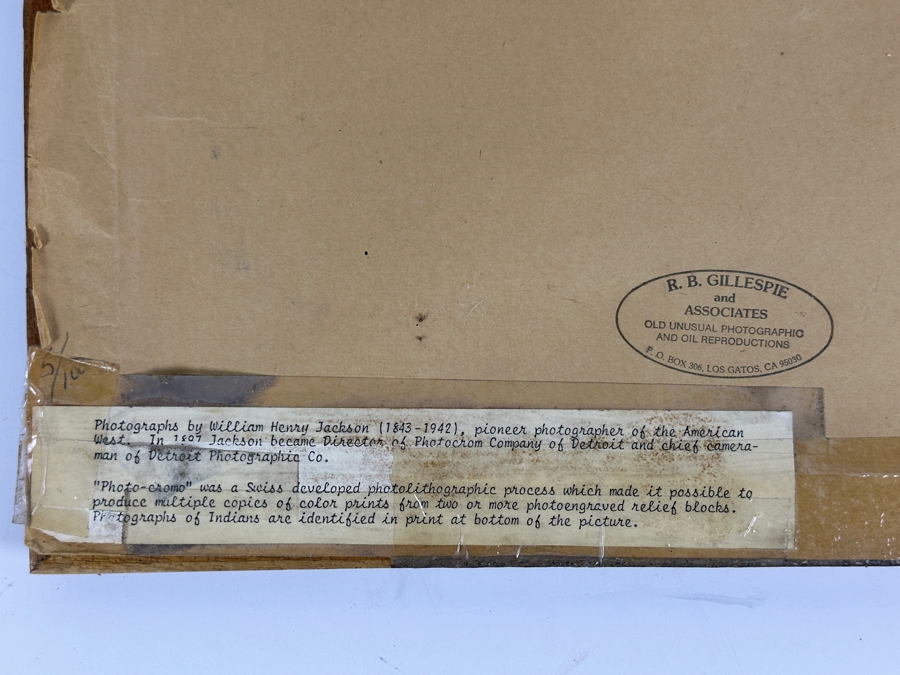 R. B. GILLESPIE
and
ASSOCIATES
OLD UNUSUAL PHOTOGRAPHIC
AND OIL REPRODUCTIONS
P. O. BOX 306, LOS GATOS, CA 95030
5/10
Photographs by William Henry Jackson (1843-1942), pioneer photographer of the American
West. In 1897 Jackson became Director of Photocrom Company of Detroit and chief camera-
man of Detroit Photographic Co.
"Photo-cromo" was a Swiss developed photolithographic process which made it possible to
produce multiple copies of color prints from two or more photoengraved relief blocks.
Photographs of Indians are identified in print at bottom of the picture.